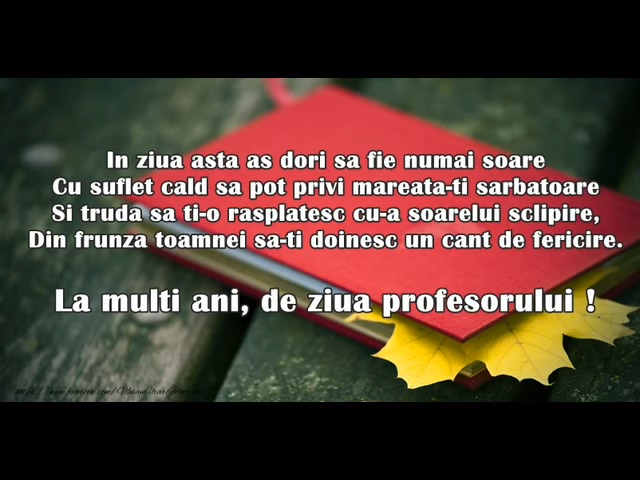 In ziua asta as dori sa fie numai soare
Cu suflet cald sa pot privi mareata-ti sarbatoare
Si truda sa ti-o rasplatesc cu-a soarelui sclipire,
Din frunza toamnei sa-ti doinesc un cant de fericire.
La multi ani, de ziua profesorului !